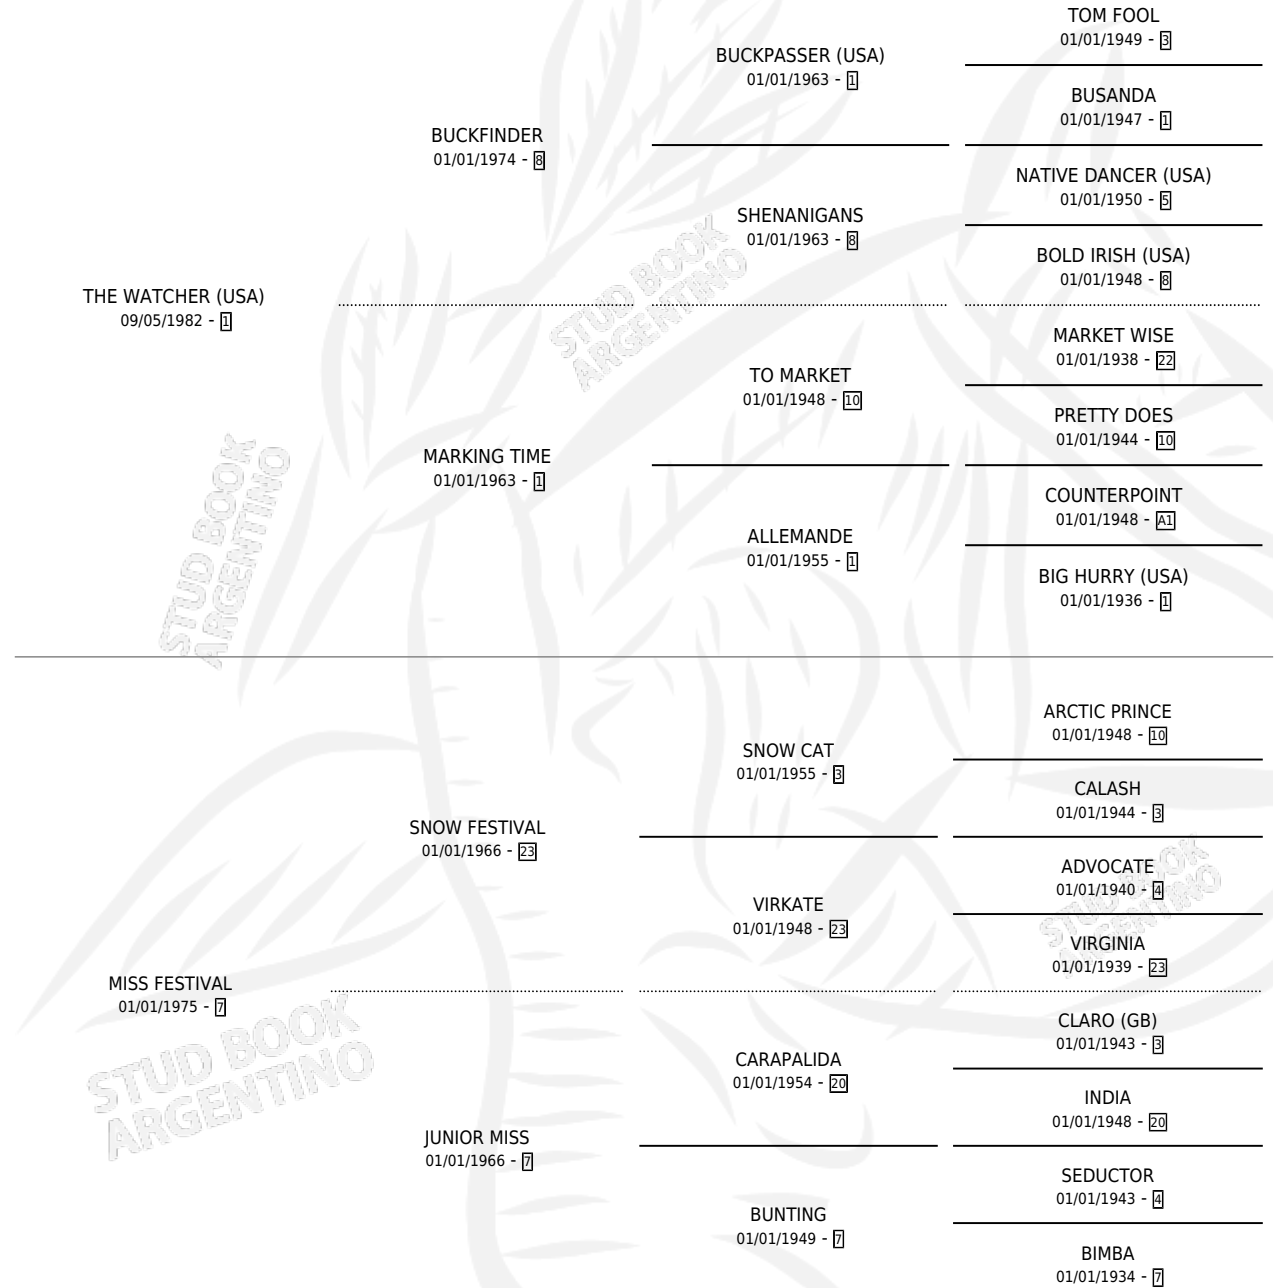 TOM FOOL
01/01/1949 - 3
BUCKPASSER (USA)
01/01/1963 - 1
BUSANDA
01/01/1947 - 1
BUCKFINDER
01/01/1974 - 8
NATIVE DANCER (USA)
01/01/1950 - 5
SHENANIGANS
01/01/1963 - 8
BOLD IRISH (USA)
01/01/1948 - 8
THE WATCHER (USA)
09/05/1982 - 1
STUD BOOK
ARGENTINO
MARKET WISE
01/01/1938 - 22
TO MARKET
01/01/1948 - 10
PRETTY DOES
01/01/1944 - 10
MARKING TIME
01/01/1963 - 1
COUNTERPOINT
01/01/1948 - A1
ALLEMANDE
01/01/1955 - 1
BIG HURRY (USA)
01/01/1936 - 1
STUD BOOK
ARGENTINO
ARCTIC PRINCE
01/01/1948 - 10
SNOW CAT
01/01/1955 - 3
CALASH
01/01/1944 - 3
SNOW FESTIVAL
01/01/1966 - 23
ADVOCATE
01/01/1940 - 4
VIRKATE
01/01/1948 - 23
VIRGINIA
01/01/1939 - 23
STUD BOOK
ARGENTINO
MISS FESTIVAL
01/01/1975 - 7
CLARO (GB)
01/01/1943 - 3
CARAPALIDA
01/01/1954 - 20
INDIA
01/01/1948 - 20
STUD BOOK
ARGENTINO
JUNIOR MISS
01/01/1966 - 7
SEDUCTOR
01/01/1943 - 4
BUNTING
01/01/1949 - 7
BIMBA
01/01/1934 - 7